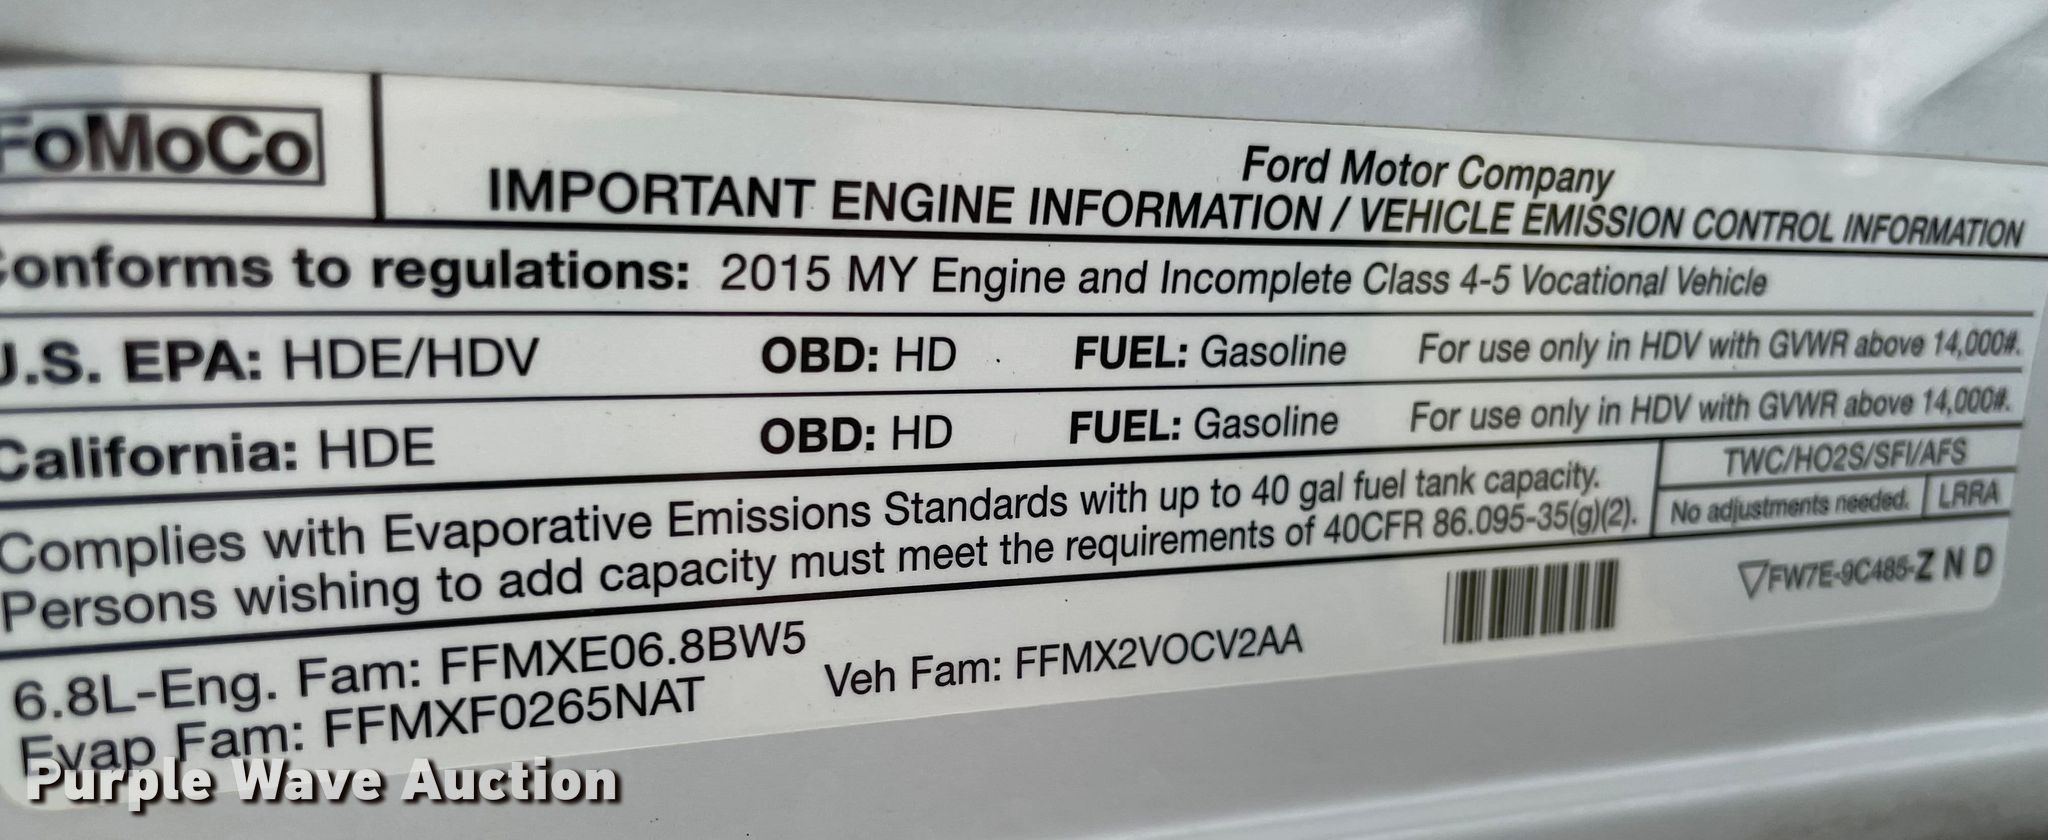 FoMoCo
Ford Motor Company
IMPORTANT ENGINE INFORMATION / VEHICLE EMISSION CONTROL INFORMATION
Conforms to regulations: 2015 MY Engine and Incomplete Class 4-5 Vocational Vehicle
U.S. EPA: HDE/HDV OBD: HD FUEL: Gasoline For use only in HDV with GVWR above 14,000#.
California: HDE OBD: HD FUEL: Gasoline For use only in HDV with GVWR above 14,000#.
Complies with Evaporative Emissions Standards with up to 40 gal fuel tank capacity.
Persons wishing to add capacity must meet the requirements of 40CFR 86.095-35(g)(2).
TWC/HO2S/SFI/AFS
No adjustments needed. LRRA
6.8L-Eng. Fam: FFMXE06.8BW5
Evap Fam: FFMXF0265NAT
Veh Fam: FFMX2VOCV2AA
▽FW7E-9C485-Z N D
Purple Wave Auction